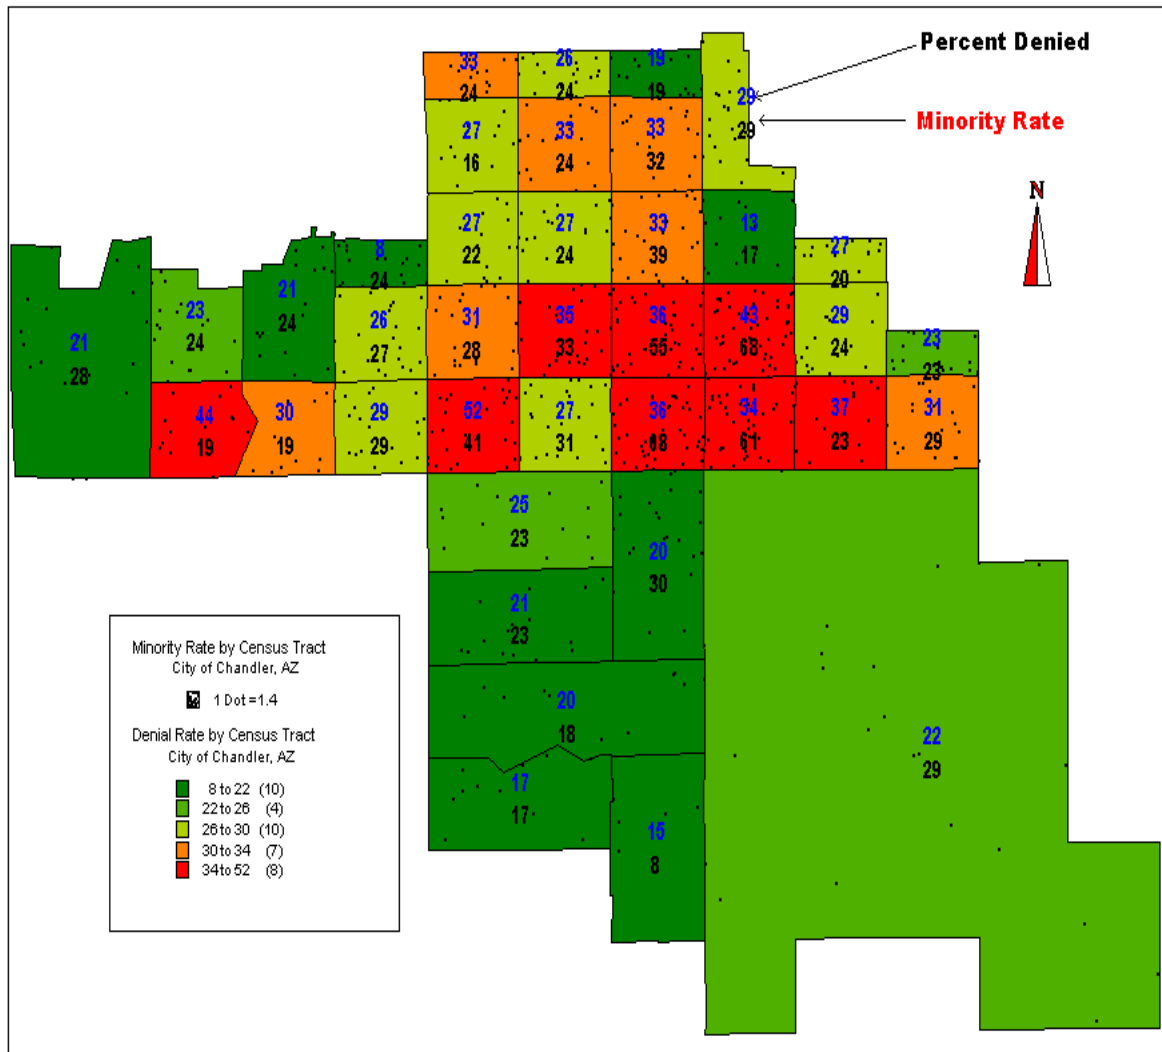 Percent Denied
Minority Rate
N
33 26 19
24 24 19
29
29
27 33 33
16 24 32
27 27 33 13
22 24 39 17
8 27
24 20
21 23 21
28 24 24
26 31 35 36 43 29
27 28 33 55 68 24
23
23
44 30 29 52 27 36 34 37 31
19 19 29 41 31 68 61 23 29
25
23
20
30
21
23
20
18
22
29
17
17
15
8
Minority Rate by Census Tract
City of Chandler, AZ
1 Dot =1.4
Denial Rate by Census Tract
City of Chandler, AZ
8 to 22 (10)
22 to 26 (4)
26 to 30 (10)
30 to 34 (7)
34 to 52 (8)